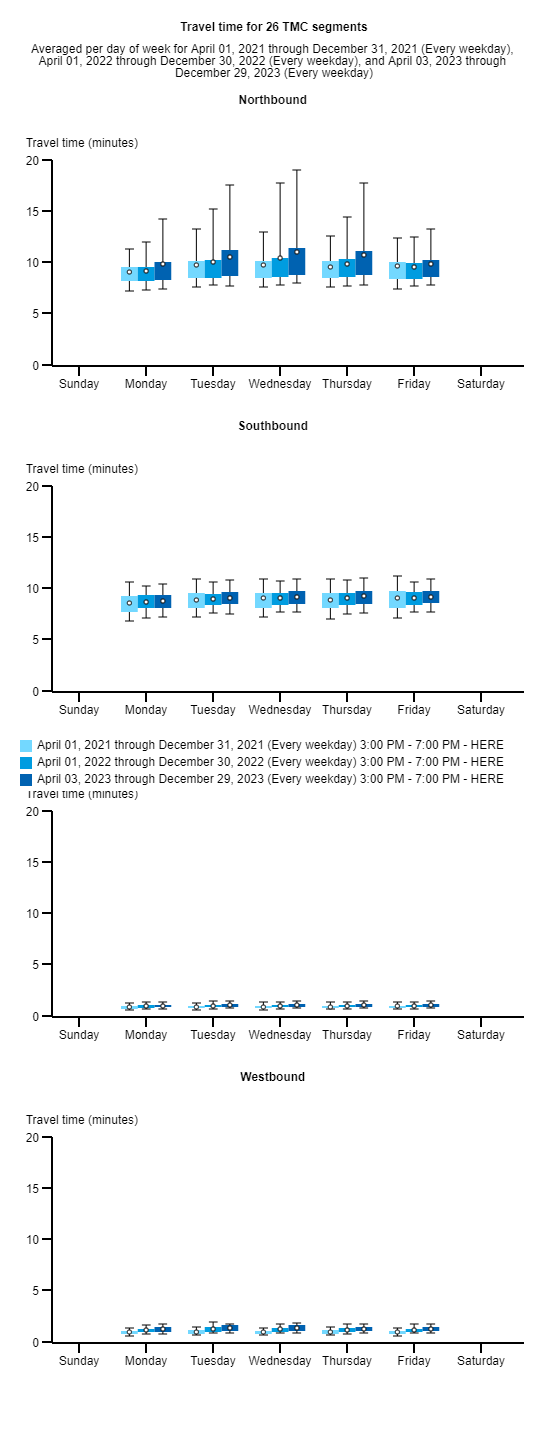 Travel time for 26 TMC segments
Averaged per day of week for April 01, 2021 through December 31, 2021 (Every weekday),
April 01, 2022 through December 30, 2022 (Every weekday), and April 03, 2023 through
December 29, 2023 (Every weekday)
Northbound
Travel time (minutes)
20
15
10
5
0
Sunday Monday Tuesday Wednesday Thursday Friday Saturday
Southbound
Travel time (minutes)
20
15
10
5
0
Sunday Monday Tuesday Wednesday Thursday Friday Saturday
April 01, 2021 through December 31, 2021 (Every weekday) 3:00 PM - 7:00 PM - HERE
April 01, 2022 through December 30, 2022 (Every weekday) 3:00 PM - 7:00 PM - HERE
April 03, 2023 through December 29, 2023 (Every weekday) 3:00 PM - 7:00 PM - HERE
Travel time (minutes)
20
15
10
5
0
Sunday Monday Tuesday Wednesday Thursday Friday Saturday
Westbound
Travel time (minutes)
20
15
10
5
0
Sunday Monday Tuesday Wednesday Thursday Friday Saturday